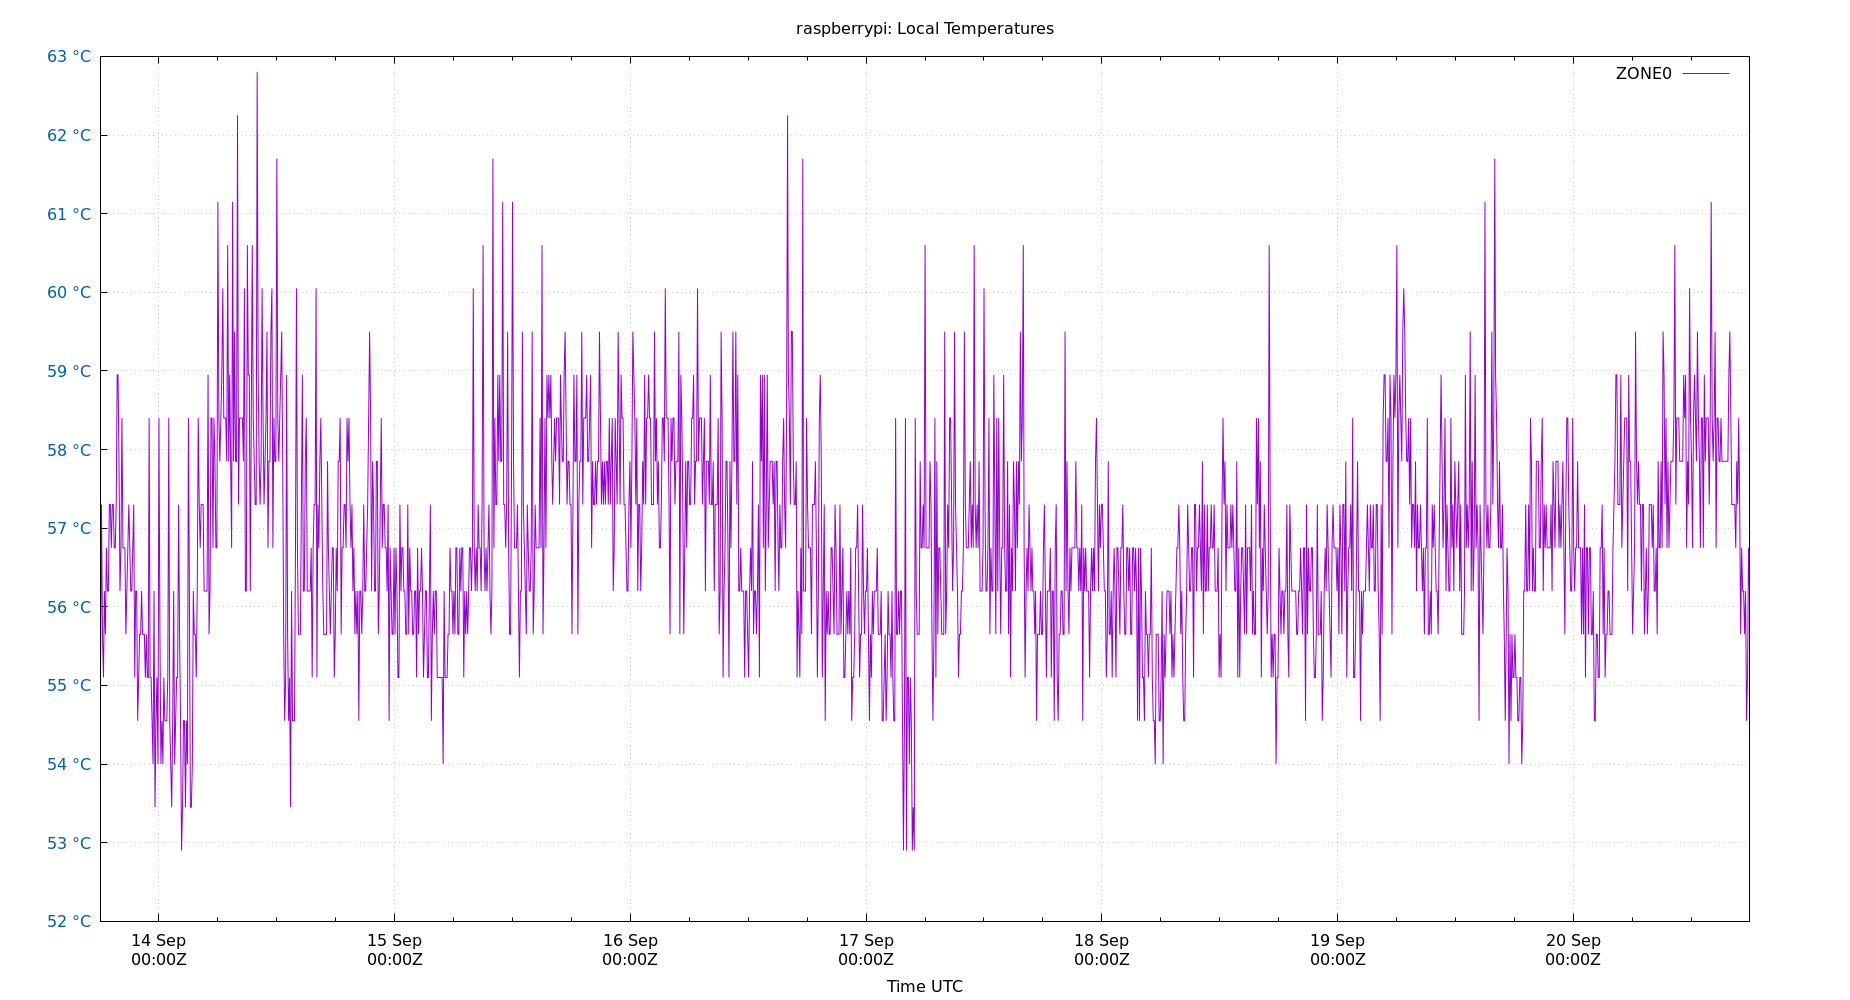 raspberrypi: Local Temperatures
63 °C
ZONE0
62 °C
61 °C
60 °C
59 °C
58 °C
57 °C
56 °C
55 °C
54 °C
53 °C
52 °C
14 Sep 15 Sep 16 Sep 17 Sep 18 Sep 19 Sep 20 Sep
00:00Z 00:00Z 00:00Z 00:00Z 00:00Z 00:00Z 00:00Z
Time UTC